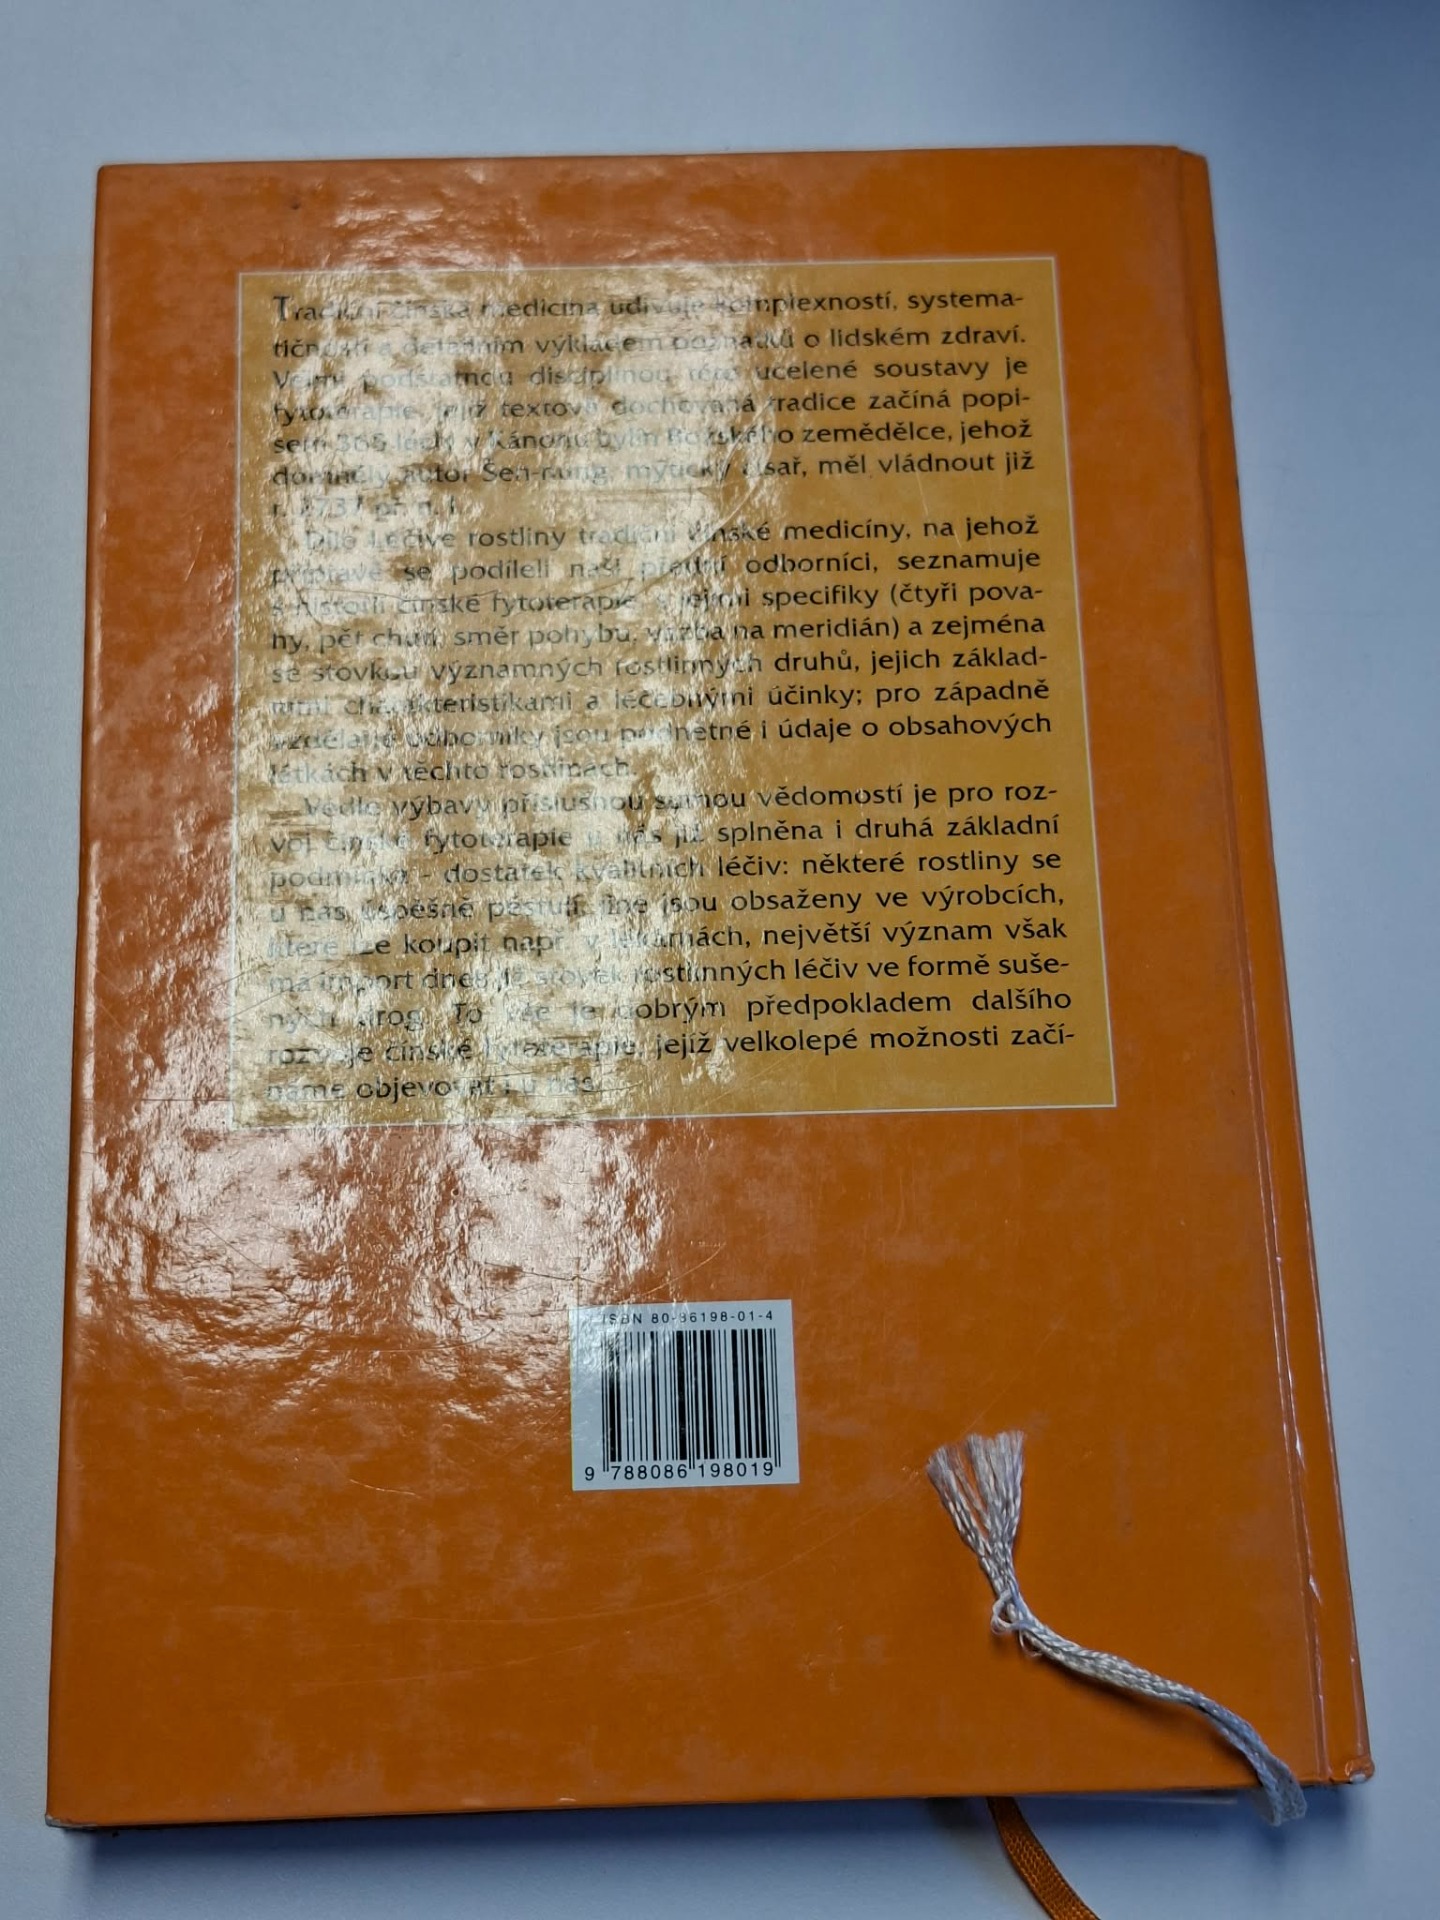 Tradiční čínská medicína udivuje komplexností, systema-
tičností a detailním výkladem poznatků o lidském zdraví.
Velmi podstatnou disciplínou této ucelené soustavy je
fytoterapie, jejíž textově dochovaná tradice začíná popi-
sem 365 léčiv v Kánonu bylin Božského zemědělce, jehož
domnělý autor Šen-nung, mýtický císař, měl vládnout již
r. 2737 př. n. l.
Dílo Léčivé rostliny tradiční čínské medicíny, na jehož
přípravě se podíleli naši přední odborníci, seznamuje
s historií čínské fytoterapie, s jejími specifiky (čtyři pova-
hy, pět chutí, směr pohybu, vazba na meridián) a zejména
se stovkou významných rostlinných druhů, jejich základ-
ními charakteristikami a léčebnými účinky; pro západně
vzdělané odborníky jsou podnětné i údaje o obsahových
látkách v těchto rostlinách.
Vedle výbavy příslušnou sumou vědomostí je pro roz-
voj čínské fytoterapie u nás již splněna i druhá základní
podmínka - dostatek kvalitních léčiv: některé rostliny se
u nás úspěšně pěstují, jiné jsou obsaženy ve výrobcích,
které lze koupit např. v lékárnách, největší význam však
má import dnes již stovek rostlinných léčiv ve formě suše-
ných drog. To vše je dobrým předpokladem dalšího
rozvoje čínské fytoterapie, jejíž velkolepé možnosti začí-
náme objevovat i u nás.
ISBN 80-86198-01-4
9 788086 198019